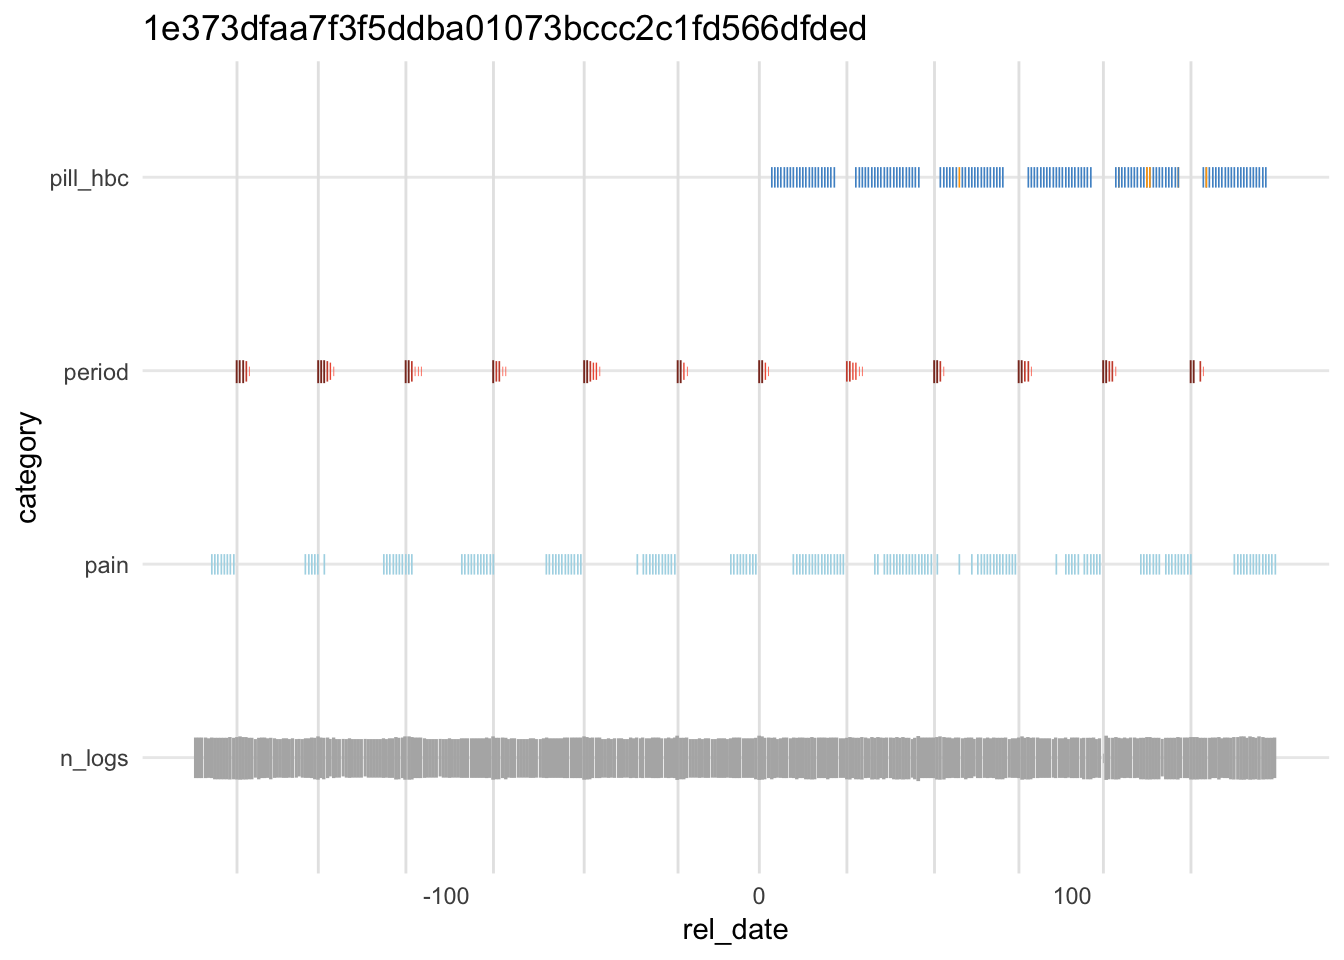 1e373dfaa7f3f5ddba01073bccc2c1fd566dfded
pill_hbc
period
pain
n_logs
category
-100
0
100
rel_date